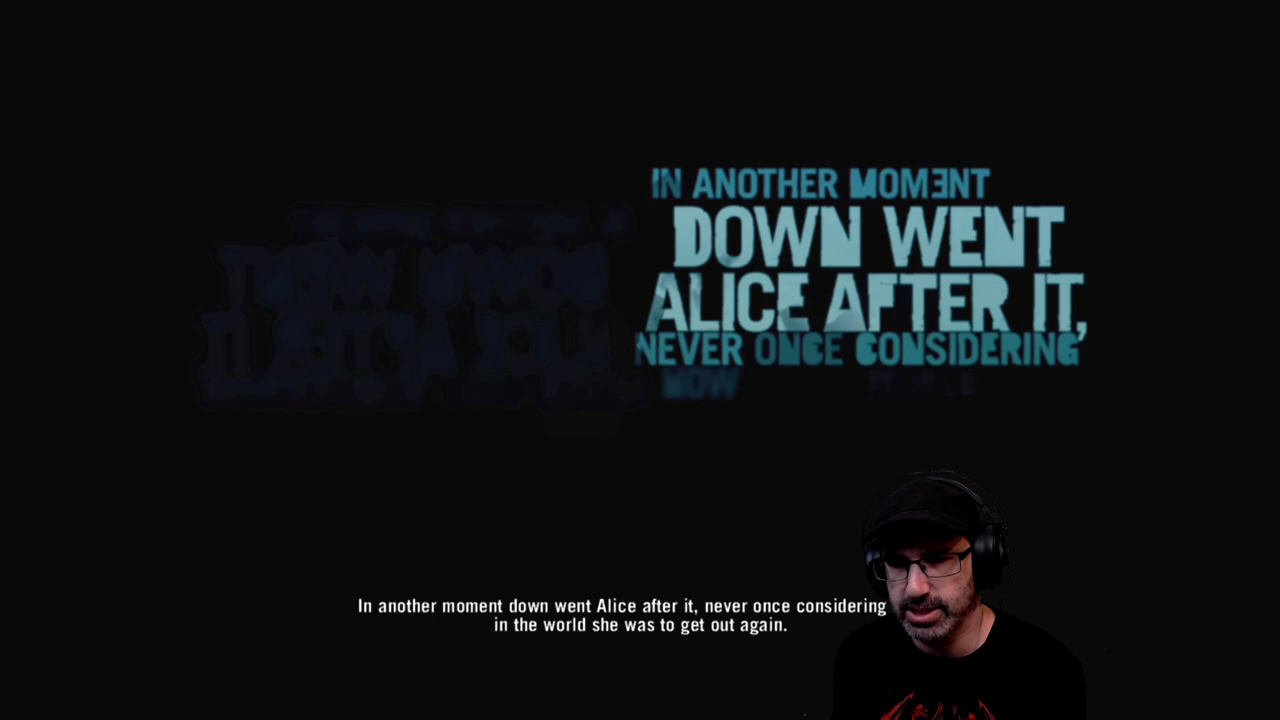 IN ANOTHER MOMENT
DOWN WENT
ALICE AFTER IT,
NEVER ONCE CONSIDERING
HOW
In another moment down went Alice after it, never once considering
in the world she was to get out again.